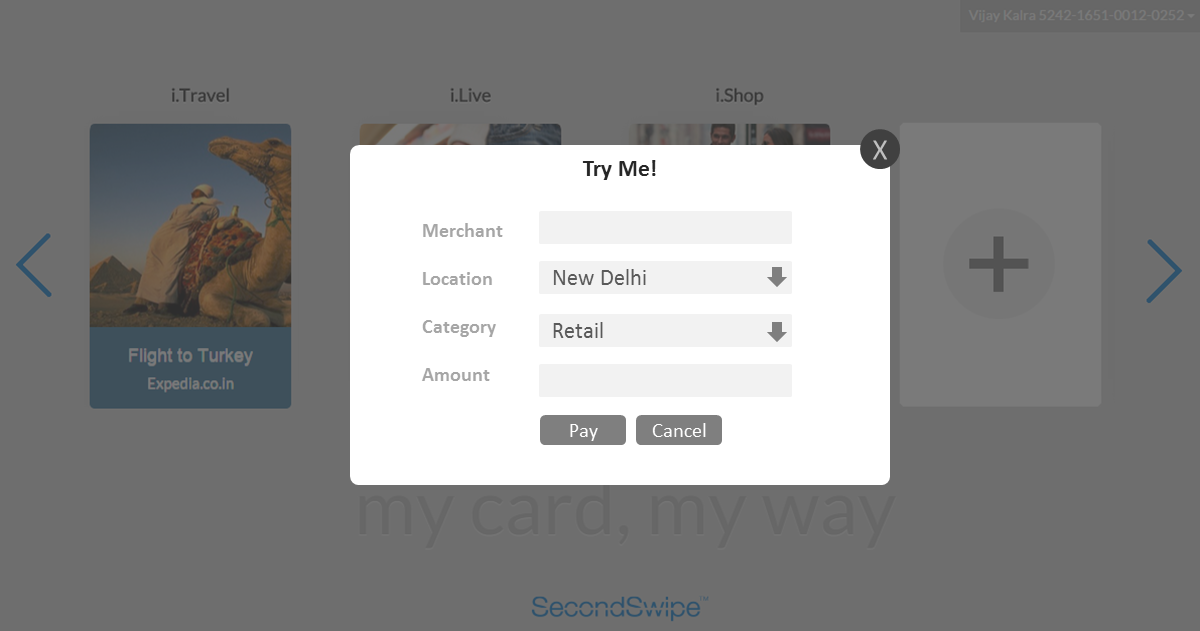 Vijay Kalra 5242-1651-0012-0252
i.Travel
i.Live
i.Shop
X
Try Me!
Merchant
Location
New Delhi
Category
Retail
Amount
Pay
Cancel
Flight to Turkey
Expedia.co.in
my card, my way
SecondSwipe™